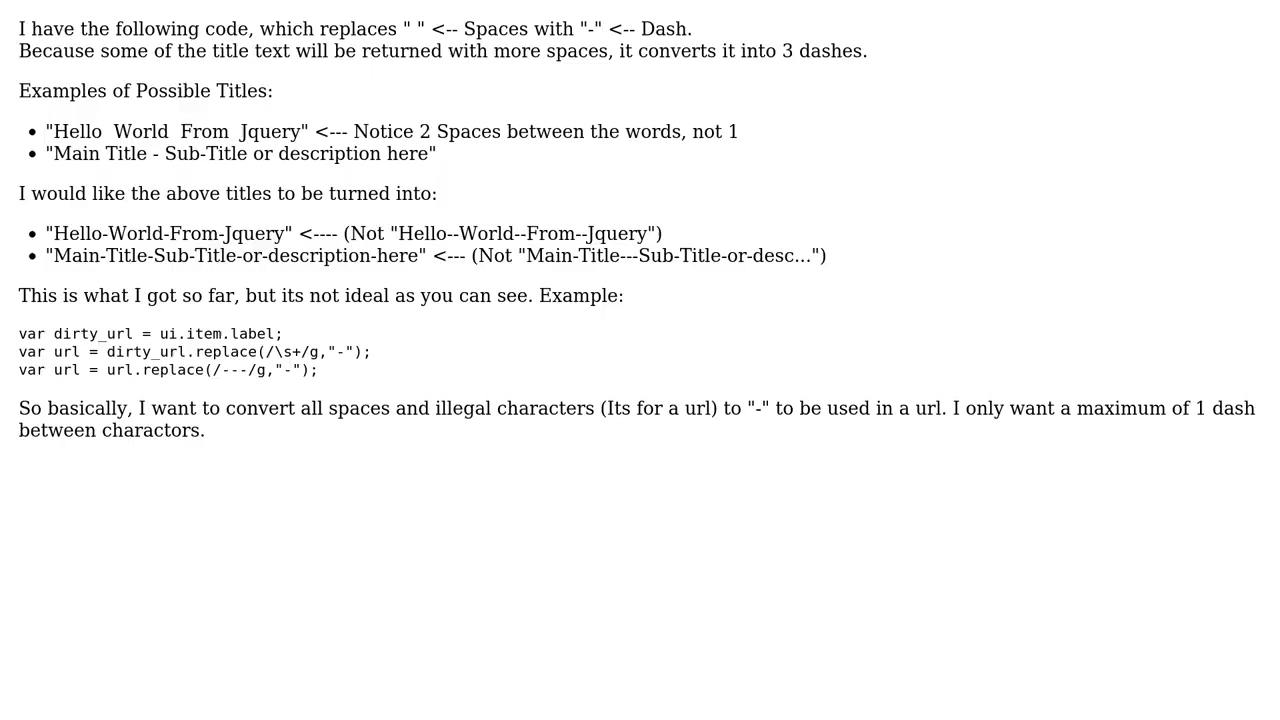 I have the following code, which replaces " " <-- Spaces with "-" <-- Dash.
Because some of the title text will be returned with more spaces, it converts it into 3 dashes.
Examples of Possible Titles:
• "Hello  World  From  Jquery" <--- Notice 2 Spaces between the words, not 1
• "Main Title - Sub-Title or description here"
I would like the above titles to be turned into:
• "Hello-World-From-Jquery" <---- (Not "Hello--World--From--Jquery")
• "Main-Title-Sub-Title-or-description-here" <--- (Not "Main-Title---Sub-Title-or-desc...")
This is what I got so far, but its not ideal as you can see. Example:
var dirty_url = ui.item.label;
var url = dirty_url.replace(/\s+/g,"-");
var url = url.replace(/---/g,"-");
So basically, I want to convert all spaces and illegal characters (Its for a url) to "-" to be used in a url. I only want a maximum of 1 dash
between charactors.